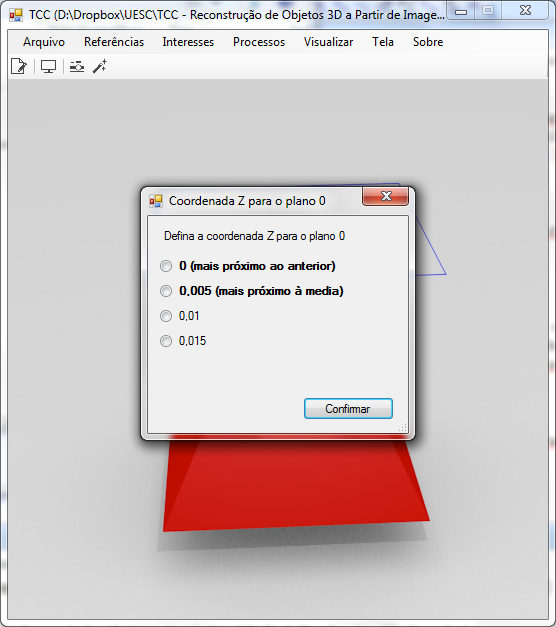 TCC (D:\Dropbox\UESC\TCC - Reconstrução de Objetos 3D a Partir de Image...
Arquivo Referências Interesses Processos Visualizar Tela Sobre
Coordenada Z para o plano 0
Defina a coordenada Z para o plano 0
0 (mais próximo ao anterior)
0,005 (mais próximo à media)
0,01
0,015
Confirmar